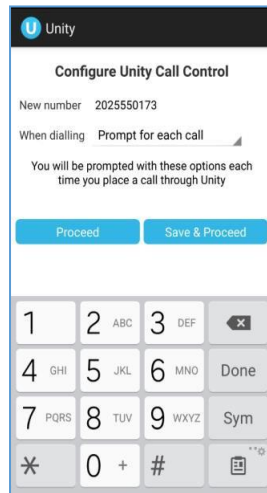 U Unity
Configure Unity Call Control
New number 2025550173
When dialling Prompt for each call
You will be prompted with these options each
time you place a call through Unity
Proceed Save & Proceed
1 2 ABC 3 DEF
4 GHI 5 JKL 6 MNO Done
7 PQRS 8 TUV 9 WXYZ Sym
* 0 + #